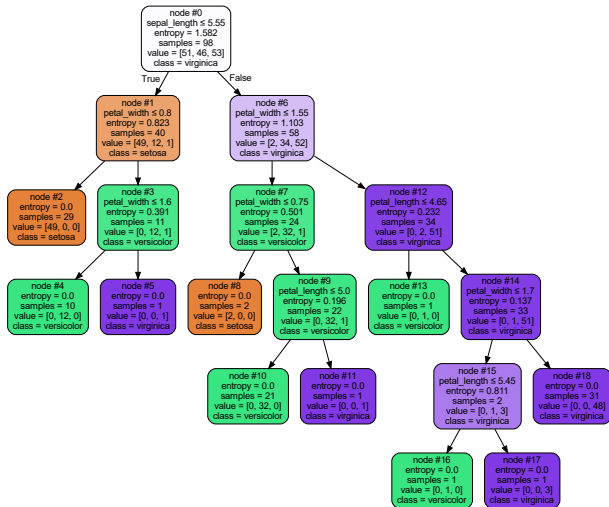 node #0
sepal_length ≤ 5.55
entropy = 1.582
samples = 98
value = [51, 46, 53]
class = virginica
True
False
node #1
petal_width ≤ 0.8
entropy = 0.823
samples = 40
value = [49, 12, 1]
class = setosa
node #6
petal_width ≤ 1.55
entropy = 1.103
samples = 58
value = [2, 34, 52]
class = virginica
node #2
entropy = 0.0
samples = 29
value = [49, 0, 0]
class = setosa
node #3
petal_width ≤ 1.6
entropy = 0.391
samples = 11
value = [0, 12, 1]
class = versicolor
node #7
petal_width ≤ 0.75
entropy = 0.501
samples = 24
value = [2, 32, 1]
class = versicolor
node #12
petal_length ≤ 4.65
entropy = 0.232
samples = 34
value = [0, 2, 51]
class = virginica
node #4
entropy = 0.0
samples = 10
value = [0, 12, 0]
class = versicolor
node #5
entropy = 0.0
samples = 1
value = [0, 0, 1]
class = virginica
node #8
entropy = 0.0
samples = 2
value = [2, 0, 0]
class = setosa
node #9
petal_length ≤ 5.0
entropy = 0.196
samples = 22
value = [0, 32, 1]
class = versicolor
node #13
entropy = 0.0
samples = 1
value = [0, 1, 0]
class = versicolor
node #14
petal_width ≤ 1.7
entropy = 0.137
samples = 33
value = [0, 1, 51]
class = virginica
node #10
entropy = 0.0
samples = 21
value = [0, 32, 0]
class = versicolor
node #11
entropy = 0.0
samples = 1
value = [0, 0, 1]
class = virginica
node #15
petal_length ≤ 5.45
entropy = 0.811
samples = 2
value = [0, 1, 3]
class = virginica
node #18
entropy = 0.0
samples = 31
value = [0, 0, 48]
class = virginica
node #16
entropy = 0.0
samples = 1
value = [0, 1, 0]
class = versicolor
node #17
entropy = 0.0
samples = 1
value = [0, 0, 3]
class = virginica